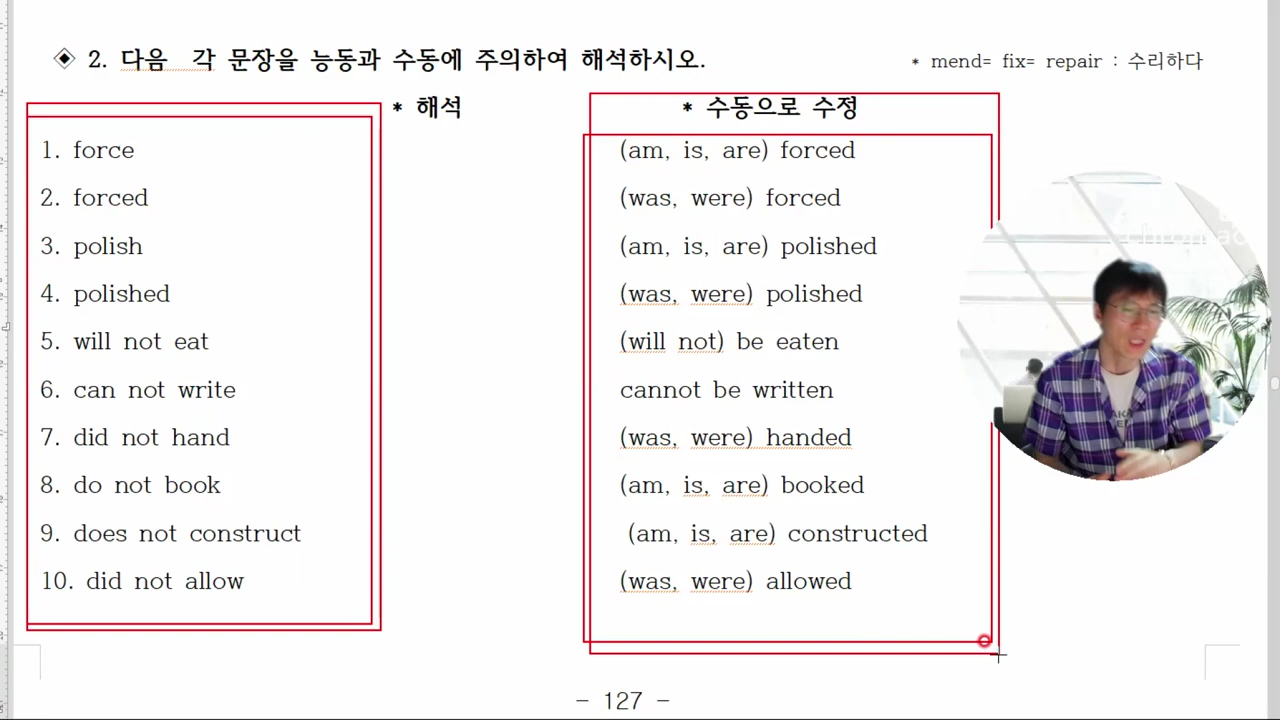 ◈ 2. 다음 각 문장을 능동과 수동에 주의하여 해석하시오.
* mend= fix= repair : 수리하다
* 해석
* 수동으로 수정
1. force
(am, is, are) forced
2. forced
(was, were) forced
3. polish
(am, is, are) polished
4. polished
(was, were) polished
5. will not eat
(will not) be eaten
6. can not write
cannot be written
7. did not hand
(was, were) handed
8. do not book
(am, is, are) booked
9. does not construct
(am, is, are) constructed
10. did not allow
(was, were) allowed
- 127 -